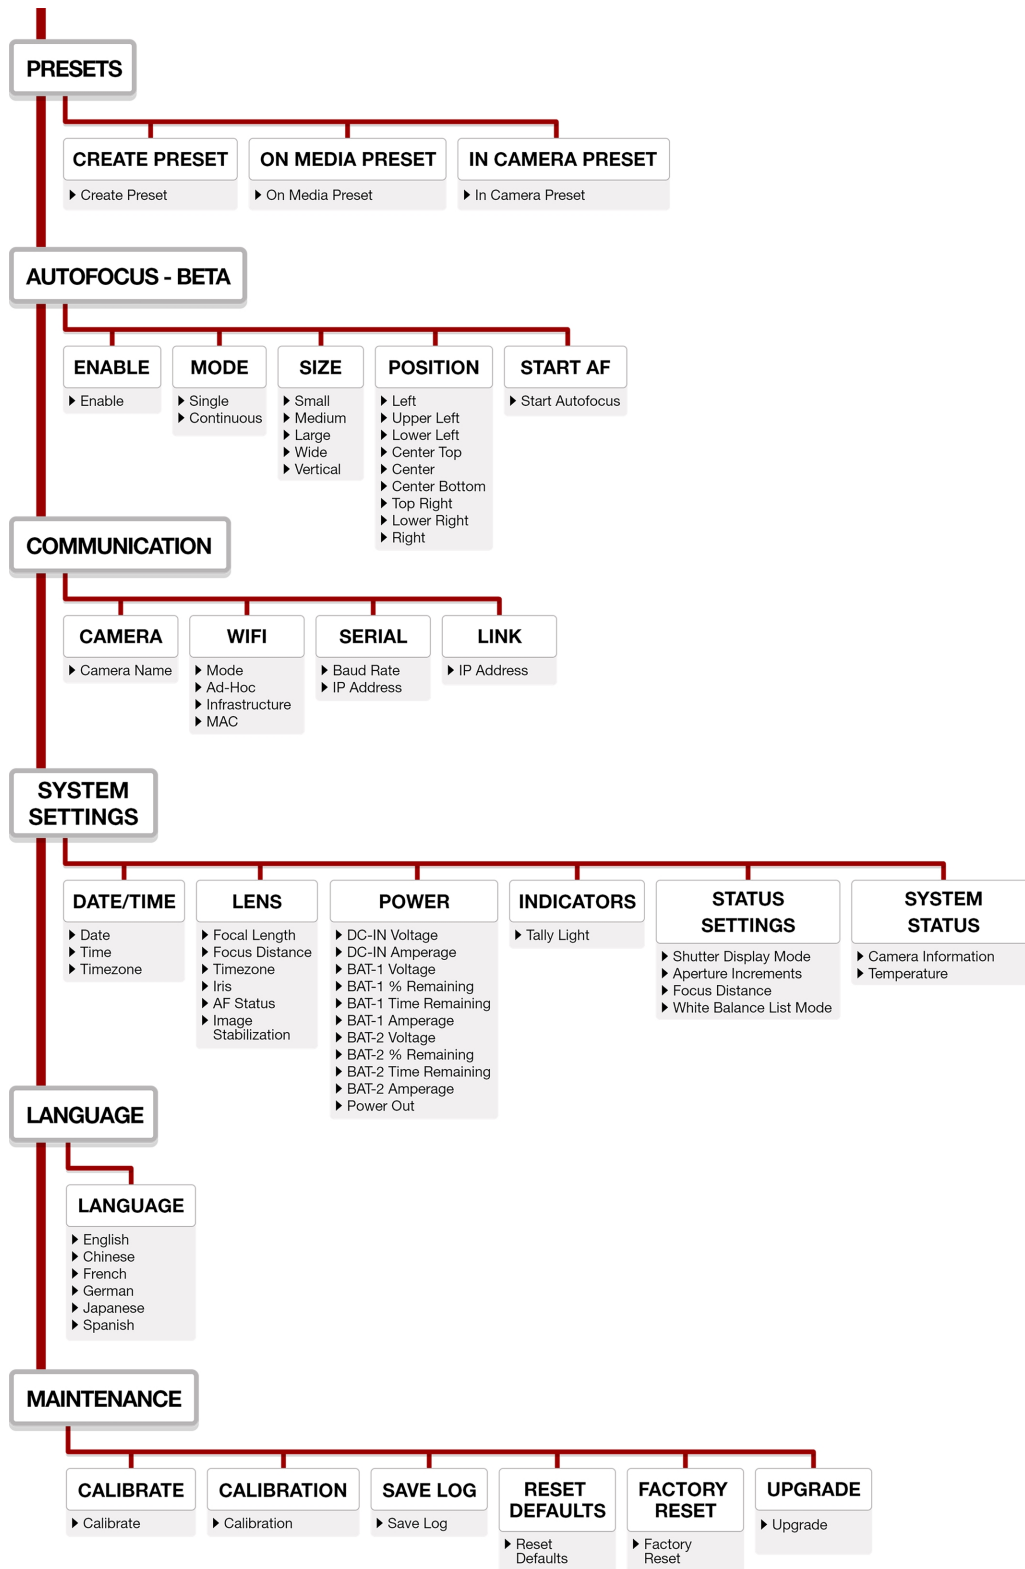 PRESETS
CREATE PRESET
Create Preset
ON MEDIA PRESET
On Media Preset
IN CAMERA PRESET
In Camera Preset
AUTOFOCUS - BETA
ENABLE
Enable
MODE
Single
Continuous
SIZE
Small
Medium
Large
Wide
Vertical
POSITION
Left
Upper Left
Lower Left
Center Top
Center
Center Bottom
Top Right
Lower Right
Right
START AF
Start Autofocus
COMMUNICATION
CAMERA
Camera Name
WIFI
Mode
Ad-Hoc
Infrastructure
MAC
SERIAL
Baud Rate
IP Address
LINK
IP Address
SYSTEM
SETTINGS
DATE/TIME
Date
Time
Timezone
LENS
Focal Length
Focus Distance
Timezone
Iris
AF Status
Image
Stabilization
POWER
DC-IN Voltage
DC-IN Amperage
BAT-1 Voltage
BAT-1 % Remaining
BAT-1 Time Remaining
BAT-1 Amperage
BAT-2 Voltage
BAT-2 % Remaining
BAT-2 Time Remaining
BAT-2 Amperage
Power Out
INDICATORS
Tally Light
STATUS
SETTINGS
Shutter Display Mode
Aperture Increments
Focus Distance
White Balance List Mode
SYSTEM
STATUS
Camera Information
Temperature
LANGUAGE
LANGUAGE
English
Chinese
French
German
Japanese
Spanish
MAINTENANCE
CALIBRATE
Calibrate
CALIBRATION
Calibration
SAVE LOG
Save Log
RESET
DEFAULTS
Reset
Defaults
FACTORY
RESET
Factory
Reset
UPGRADE
Upgrade